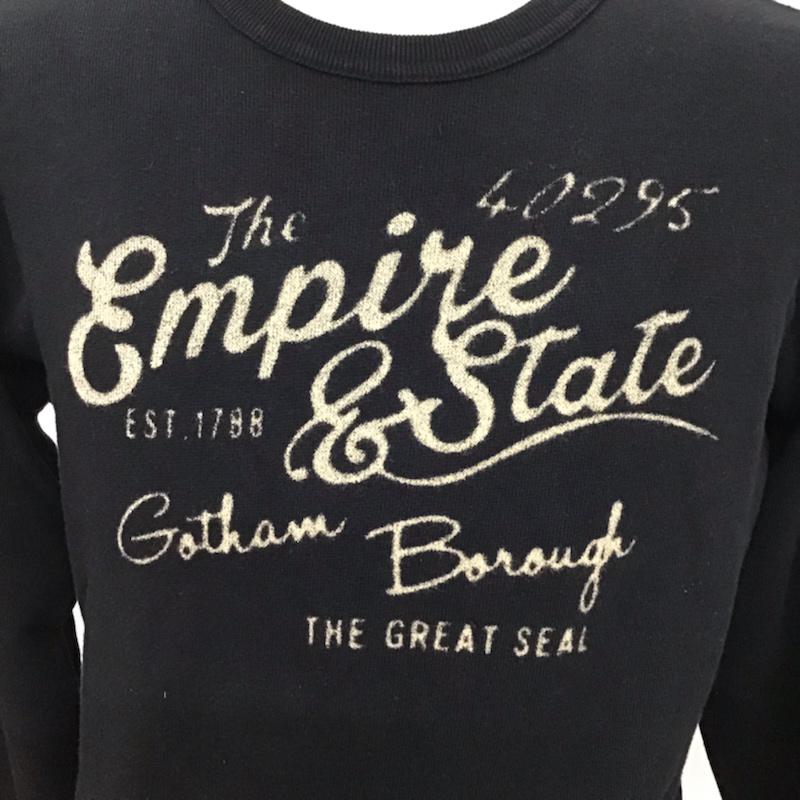 The 40295
Empire
& State
EST.1788
Gotham Borough
THE GREAT SEAL